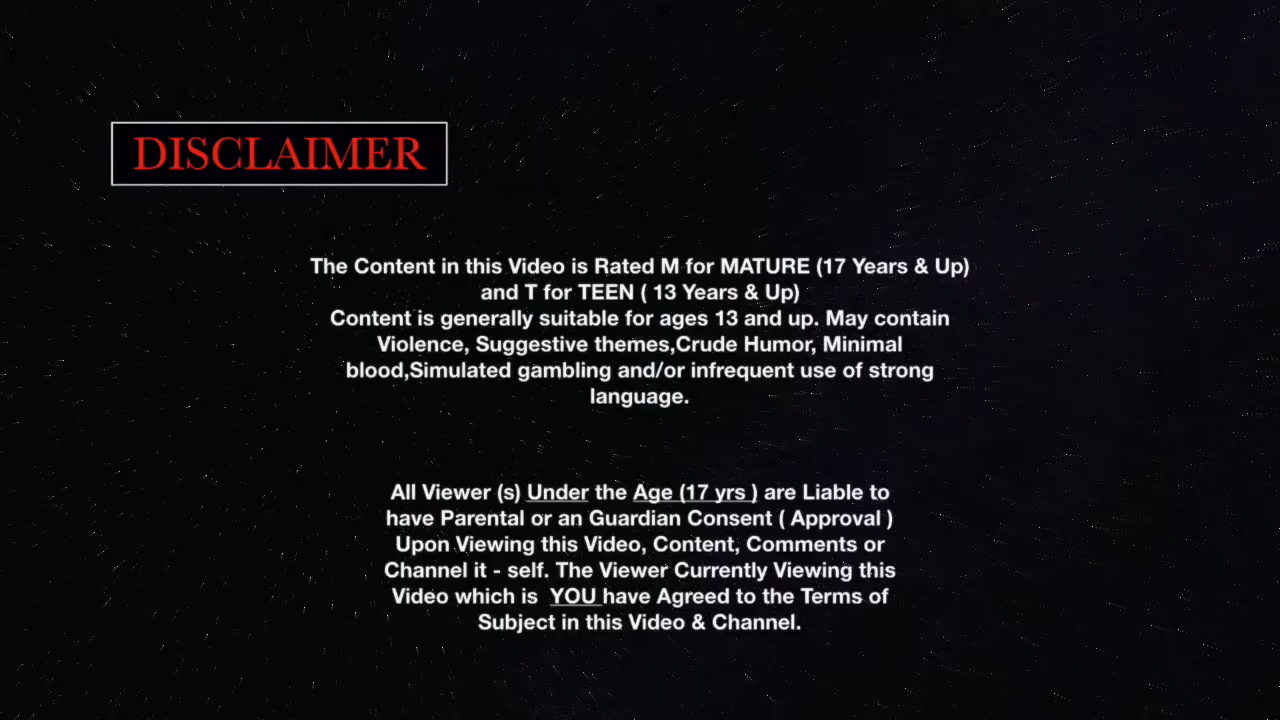 DISCLAIMER
The Content in this Video is Rated M for MATURE (17 Years & Up)
and T for TEEN ( 13 Years & Up)
Content is generally suitable for ages 13 and up. May contain
Violence, Suggestive themes,Crude Humor, Minimal
blood,Simulated gambling and/or infrequent use of strong
language.
All Viewer (s) Under the Age (17 yrs ) are Liable to
have Parental or an Guardian Consent ( Approval )
Upon Viewing this Video, Content, Comments or
Channel it - self. The Viewer Currently Viewing this
Video which is  YOU have Agreed to the Terms of
Subject in this Video & Channel.